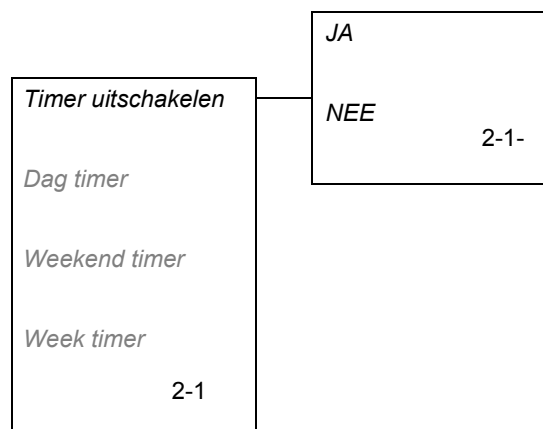 JA
NEE
2-1-
Timer uitschakelen
Dag timer
Weekend timer
Week timer
2-1